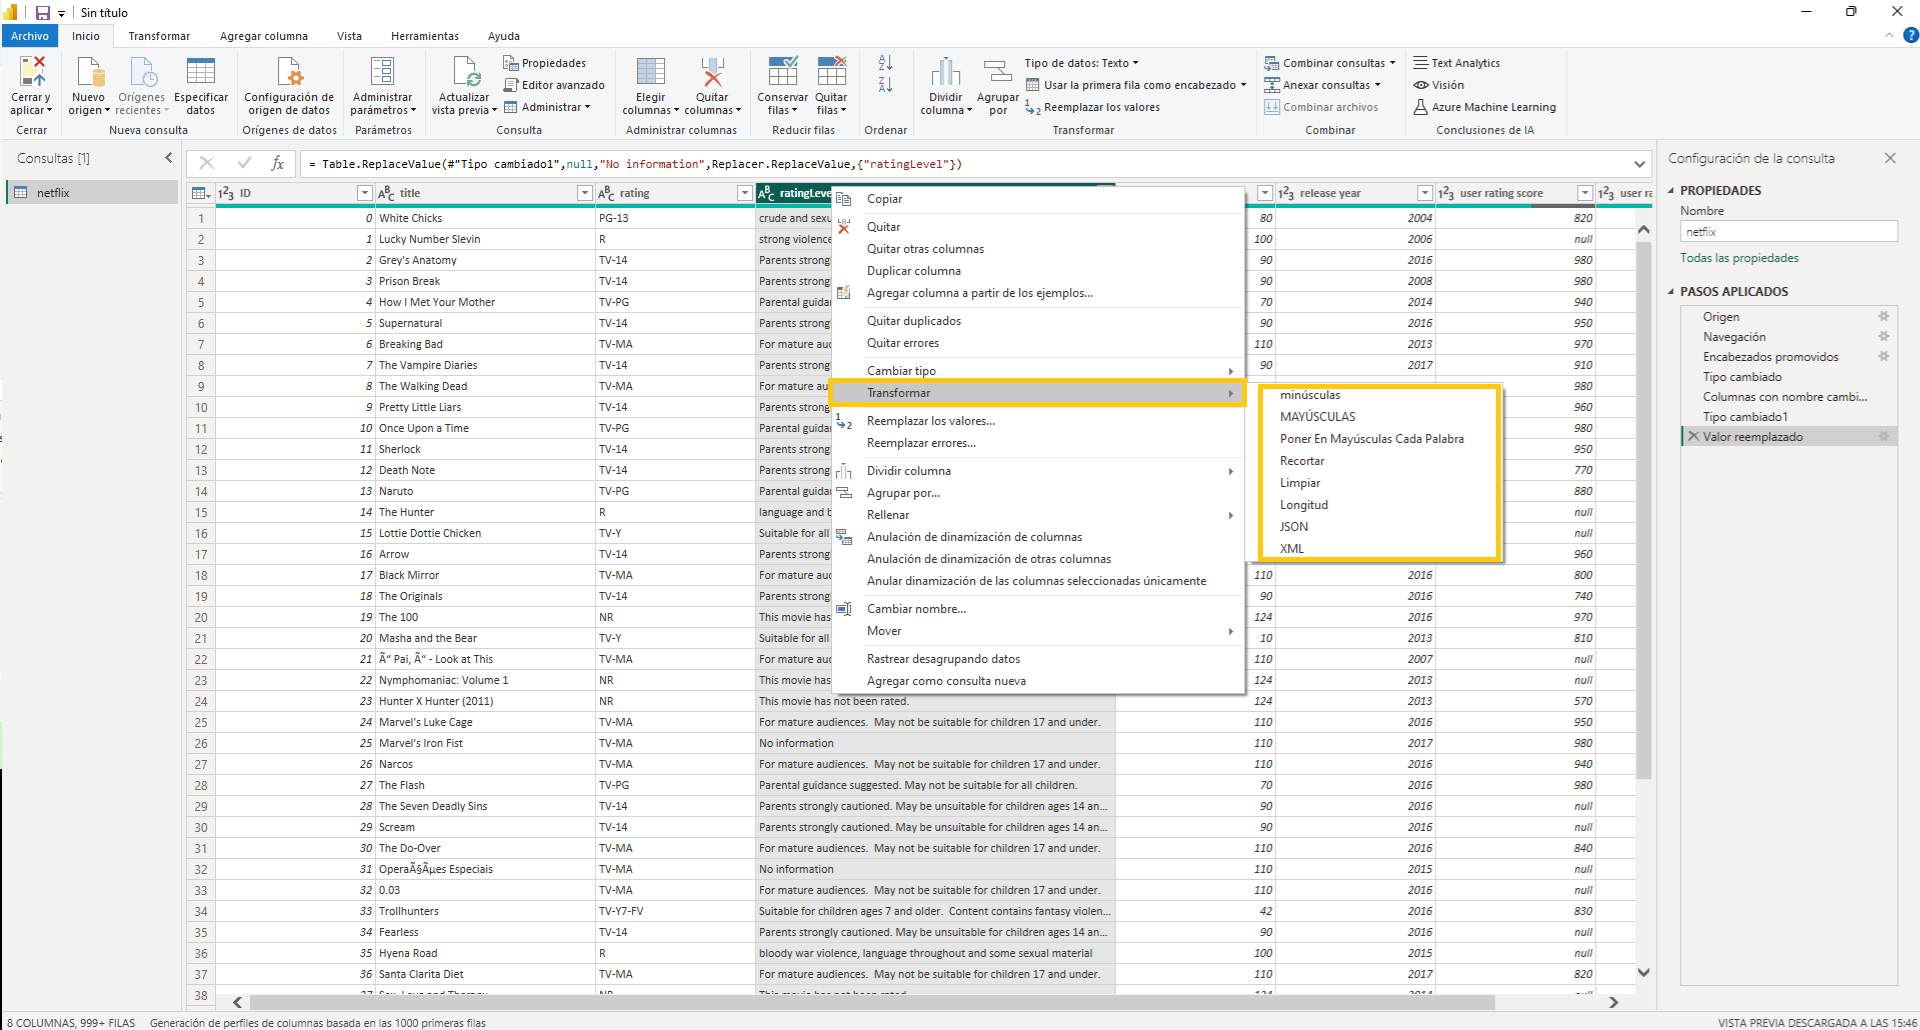 Sin título
Archivo Inicio Transformar Agregar columna Vista Herramientas Ayuda
Cerrar y aplicar
Cerrar
Nuevo origen
Orígenes recientes
Especificar datos
Nueva consulta
Configuración de origen de datos
Orígenes de datos
Administrar parámetros
Parámetros
Actualizar vista previa
Propiedades
Editor avanzado
Administrar
Consulta
Elegir columnas
Quitar columnas
Administrar columnas
Conservar filas
Quitar filas
Reducir filas
Ordenar
Dividir columna
Agrupar por
Tipo de datos: Texto
Usar la primera fila como encabezado
Reemplazar los valores
Transformar
Combinar consultas
Anexar consultas
Combinar archivos
Combinar
Text Analytics
Visión
Azure Machine Learning
Conclusiones de IA
Consultas [1]
netflix
fx = Table.ReplaceValue(#"Tipo cambiado1",null,"No information",Replacer.ReplaceValue,{"ratingLevel"})
ID title rating ratingLeve release year user rating score user ra
1 0 White Chicks PG-13 crude and sexu 80 2004 820
2 1 Lucky Number Slevin R strong violence 100 2006 null
3 2 Grey's Anatomy TV-14 Parents strong 90 2016 980
4 3 Prison Break TV-14 Parents strong 90 2008 980
5 4 How I Met Your Mother TV-PG Parental guida 70 2014 940
6 5 Supernatural TV-14 Parents strong 90 2016 950
7 6 Breaking Bad TV-MA For mature aud 110 2013 970
8 7 The Vampire Diaries TV-14 Parents strong 90 2017 910
9 8 The Walking Dead TV-MA For mature au 980
10 9 Pretty Little Liars TV-14 Parents strong 960
11 10 Once Upon a Time TV-PG Parental guida 980
12 11 Sherlock TV-14 Parents strong 950
13 12 Death Note TV-14 Parents strong 770
14 13 Naruto TV-PG Parental guida 880
15 14 The Hunter R language and b null
16 15 Lottie Dottie Chicken TV-Y Suitable for all null
17 16 Arrow TV-14 Parents strong 960
18 17 Black Mirror TV-MA For mature aud 110 2016 800
19 18 The Originals TV-14 Parents strong 90 2016 740
20 19 The 100 NR This movie has 124 2016 970
21 20 Masha and the Bear TV-Y Suitable for all 10 2013 810
22 21 Ã“ Pai, Ã“ - Look at This TV-MA For mature aud 110 2007 null
23 22 Nymphomaniac: Volume 1 NR This movie has 124 2013 null
24 23 Hunter X Hunter (2011) NR This movie has not been rated. 124 2013 570
25 24 Marvel's Luke Cage TV-MA For mature audiences. May not be suitable for children 17 and under. 110 2016 950
26 25 Marvel's Iron Fist TV-MA No information 110 2017 980
27 26 Narcos TV-MA For mature audiences. May not be suitable for children 17 and under. 110 2016 940
28 27 The Flash TV-PG Parental guidance suggested. May not be suitable for all children. 70 2016 980
29 28 The Seven Deadly Sins TV-14 Parents strongly cautioned. May be unsuitable for children ages 14 an... 90 2016 null
30 29 Scream TV-14 Parents strongly cautioned. May be unsuitable for children ages 14 an... 90 2016 null
31 30 The Do-Over TV-MA For mature audiences. May not be suitable for children 17 and under. 110 2016 840
32 31 OperaÃ§Ãµes Especiais TV-MA No information 110 2015 null
33 32 0.03 TV-MA For mature audiences. May not be suitable for children 17 and under. 110 2016 null
34 33 Trollhunters TV-Y7-FV Suitable for children ages 7 and older. Content contains fantasy violen... 42 2016 830
35 34 Fearless TV-14 Parents strongly cautioned. May be unsuitable for children ages 14 an... 90 2016 null
36 35 Hyena Road R bloody war violence, language throughout and some sexual material 100 2015 null
37 36 Santa Clarita Diet TV-MA For mature audiences. May not be suitable for children 17 and under. 110 2017 820
38
Copiar
Quitar
Quitar otras columnas
Duplicar columna
Agregar columna a partir de los ejemplos...
Quitar duplicados
Quitar errores
Cambiar tipo
Transformar
Reemplazar los valores...
Reemplazar errores...
Dividir columna
Agrupar por...
Rellenar
Anulación de dinamización de columnas
Anulación de dinamización de otras columnas
Anular dinamización de las columnas seleccionadas únicamente
Cambiar nombre...
Mover
Rastrear desagrupando datos
Agregar como consulta nueva
minúsculas
MAYÚSCULAS
Poner En Mayúsculas Cada Palabra
Recortar
Limpiar
Longitud
JSON
XML
Configuración de la consulta
PROPIEDADES
Nombre
netflix
Todas las propiedades
PASOS APLICADOS
Origen
Navegación
Encabezados promovidos
Tipo cambiado
Columnas con nombre cambi...
Tipo cambiado1
Valor reemplazado
8 COLUMNAS, 999+ FILAS Generación de perfiles de columnas basada en las 1000 primeras filas
VISTA PREVIA DESCARGADA A LAS 15:46